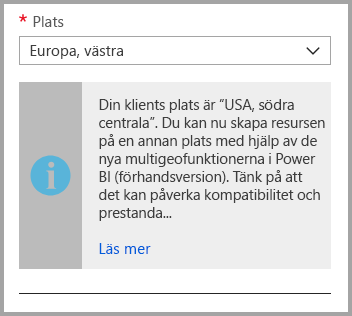 * Plats
Europa, västra
Din klients plats är ”USA, södra
centrala”. Du kan nu skapa resursen
på en annan plats med hjälp av de
nya multigeofunktionerna i Power
BI (förhandsversion). Tänk på att
det kan påverka kompatibilitet och
prestanda...
Läs mer